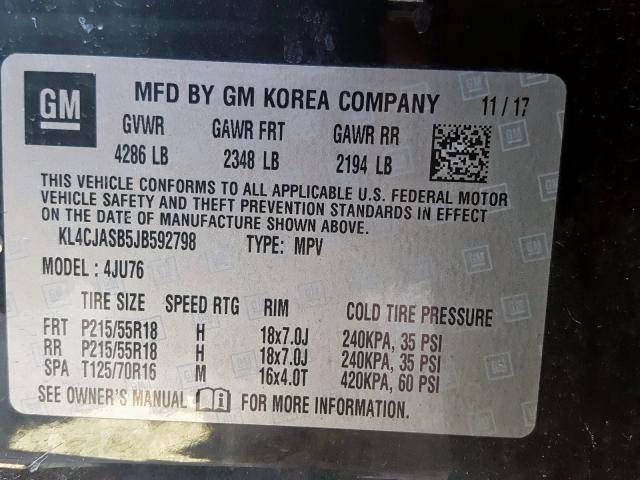 GM MFD BY GM KOREA COMPANY 11/17
GVWR GAWR FRT GAWR RR
4286 LB 2348 LB 2194 LB
THIS VEHICLE CONFORMS TO ALL APPLICABLE U.S. FEDERAL MOTOR
VEHICLE SAFETY AND THEFT PREVENTION STANDARDS IN EFFECT
ON THE DATE OF MANUFACTURE SHOWN ABOVE.
KL4CJASB5JB592798 TYPE: MPV
MODEL: 4JU76
TIRE SIZE SPEED RTG RIM COLD TIRE PRESSURE
FRT P215/55R18 H 18x7.0J 240KPA, 35 PSI
RR P215/55R18 H 18x7.0J 240KPA, 35 PSI
SPA T125/70R16 M 16x4.0T 420KPA, 60 PSI
SEE OWNER'S MANUAL FOR MORE INFORMATION.